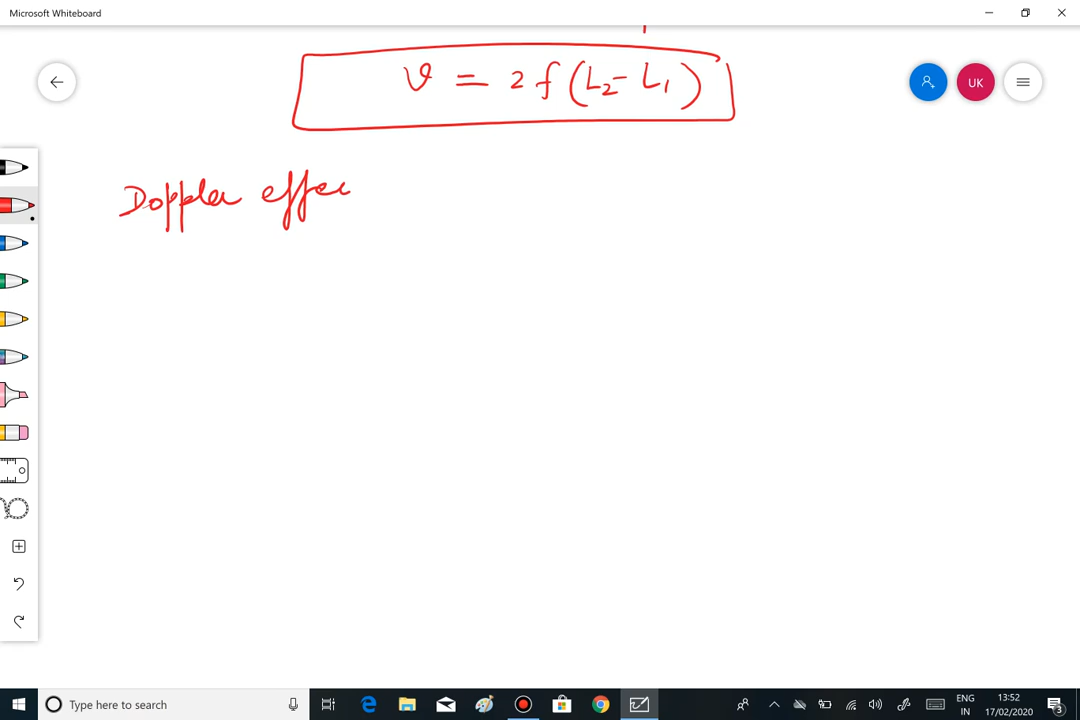 Microsoft Whiteboard
v = 2f(L₂-L₁)
UK
Doppler effec
Type here to search
ENG
IN
13:52
17/02/2020
3